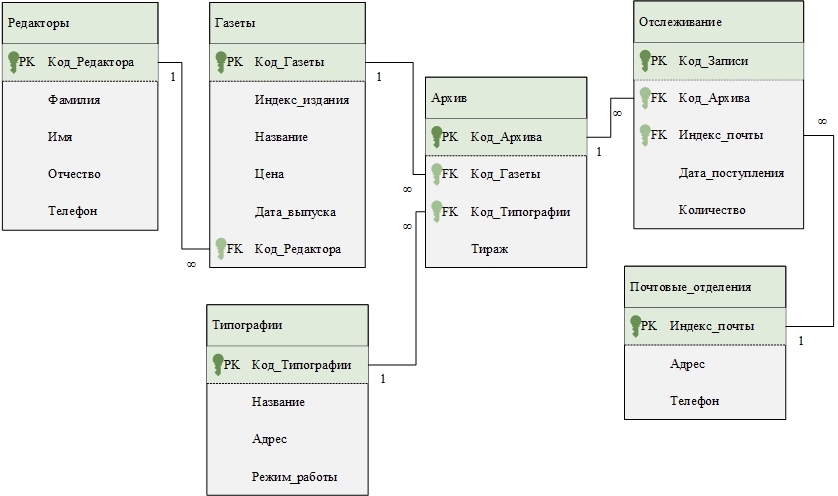 Редакторы
PK Код_Редактора
Фамилия
Имя
Отчество
Телефон
1
∞
Газеты
PK Код_Газеты
Индекс_издания
Название
Цена
Дата_выпуска
FK Код_Редактора
1
∞
Типографии
PK Код_Типографии
Название
Адрес
Режим_работы
1
∞
Архив
PK Код_Архива
FK Код_Газеты
FK Код_Типографии
Тираж
1
∞
Отслеживание
PK Код_Записи
FK Код_Архива
FK Индекс_почты
Дата_поступления
Количество
∞
Почтовые_отделения
PK Индекс_почты
Адрес
Телефон
1